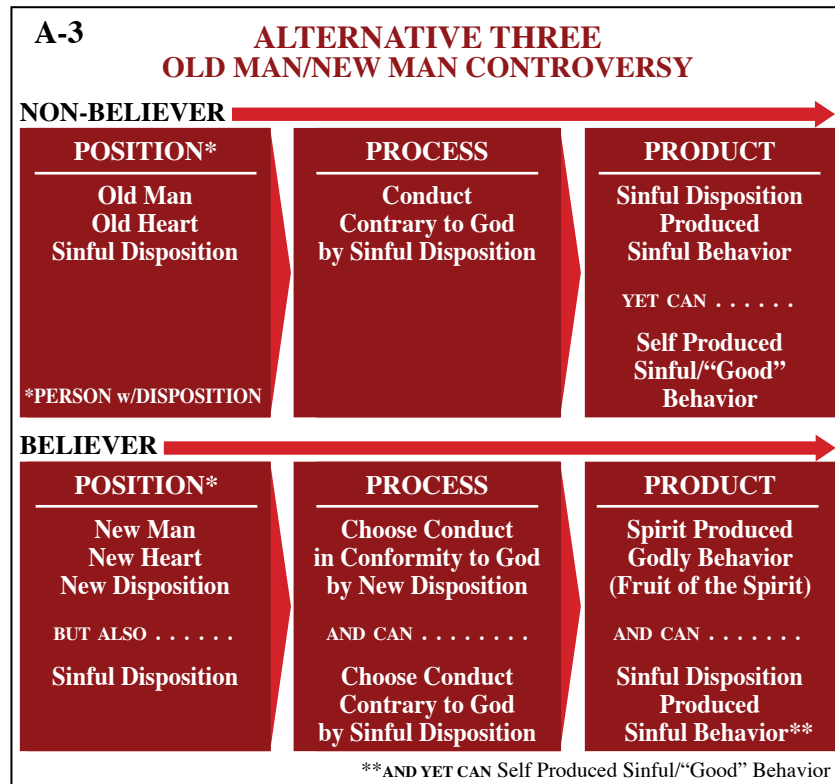 A-3
ALTERNATIVE THREE
OLD MAN/NEW MAN CONTROVERSY
NON-BELIEVER
POSITION*
Old Man
Old Heart
Sinful Disposition
*PERSON w/DISPOSITION
PROCESS
Conduct
Contrary to God
by Sinful Disposition
PRODUCT
Sinful Disposition
Produced
Sinful Behavior
YET CAN . . . . . .
Self Produced
Sinful/“Good”
Behavior
BELIEVER
POSITION*
New Man
New Heart
New Disposition
BUT ALSO . . . . . .
Sinful Disposition
PROCESS
Choose Conduct
in Conformity to God
by New Disposition
AND CAN . . . . . . . .
Choose Conduct
Contrary to God
by Sinful Disposition
PRODUCT
Spirit Produced
Godly Behavior
(Fruit of the Spirit)
AND CAN . . . . . . .
Sinful Disposition
Produced
Sinful Behavior**
**AND YET CAN Self Produced Sinful/“Good” Behavior